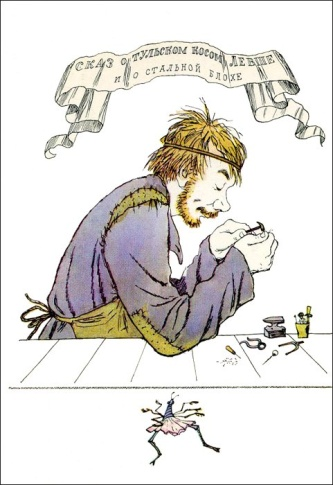 СКАЗ О ТУЛЬСКОМ КОСОМ ЛЕВШЕ
И О СТАЛЬНОЙ БЛОХЕ